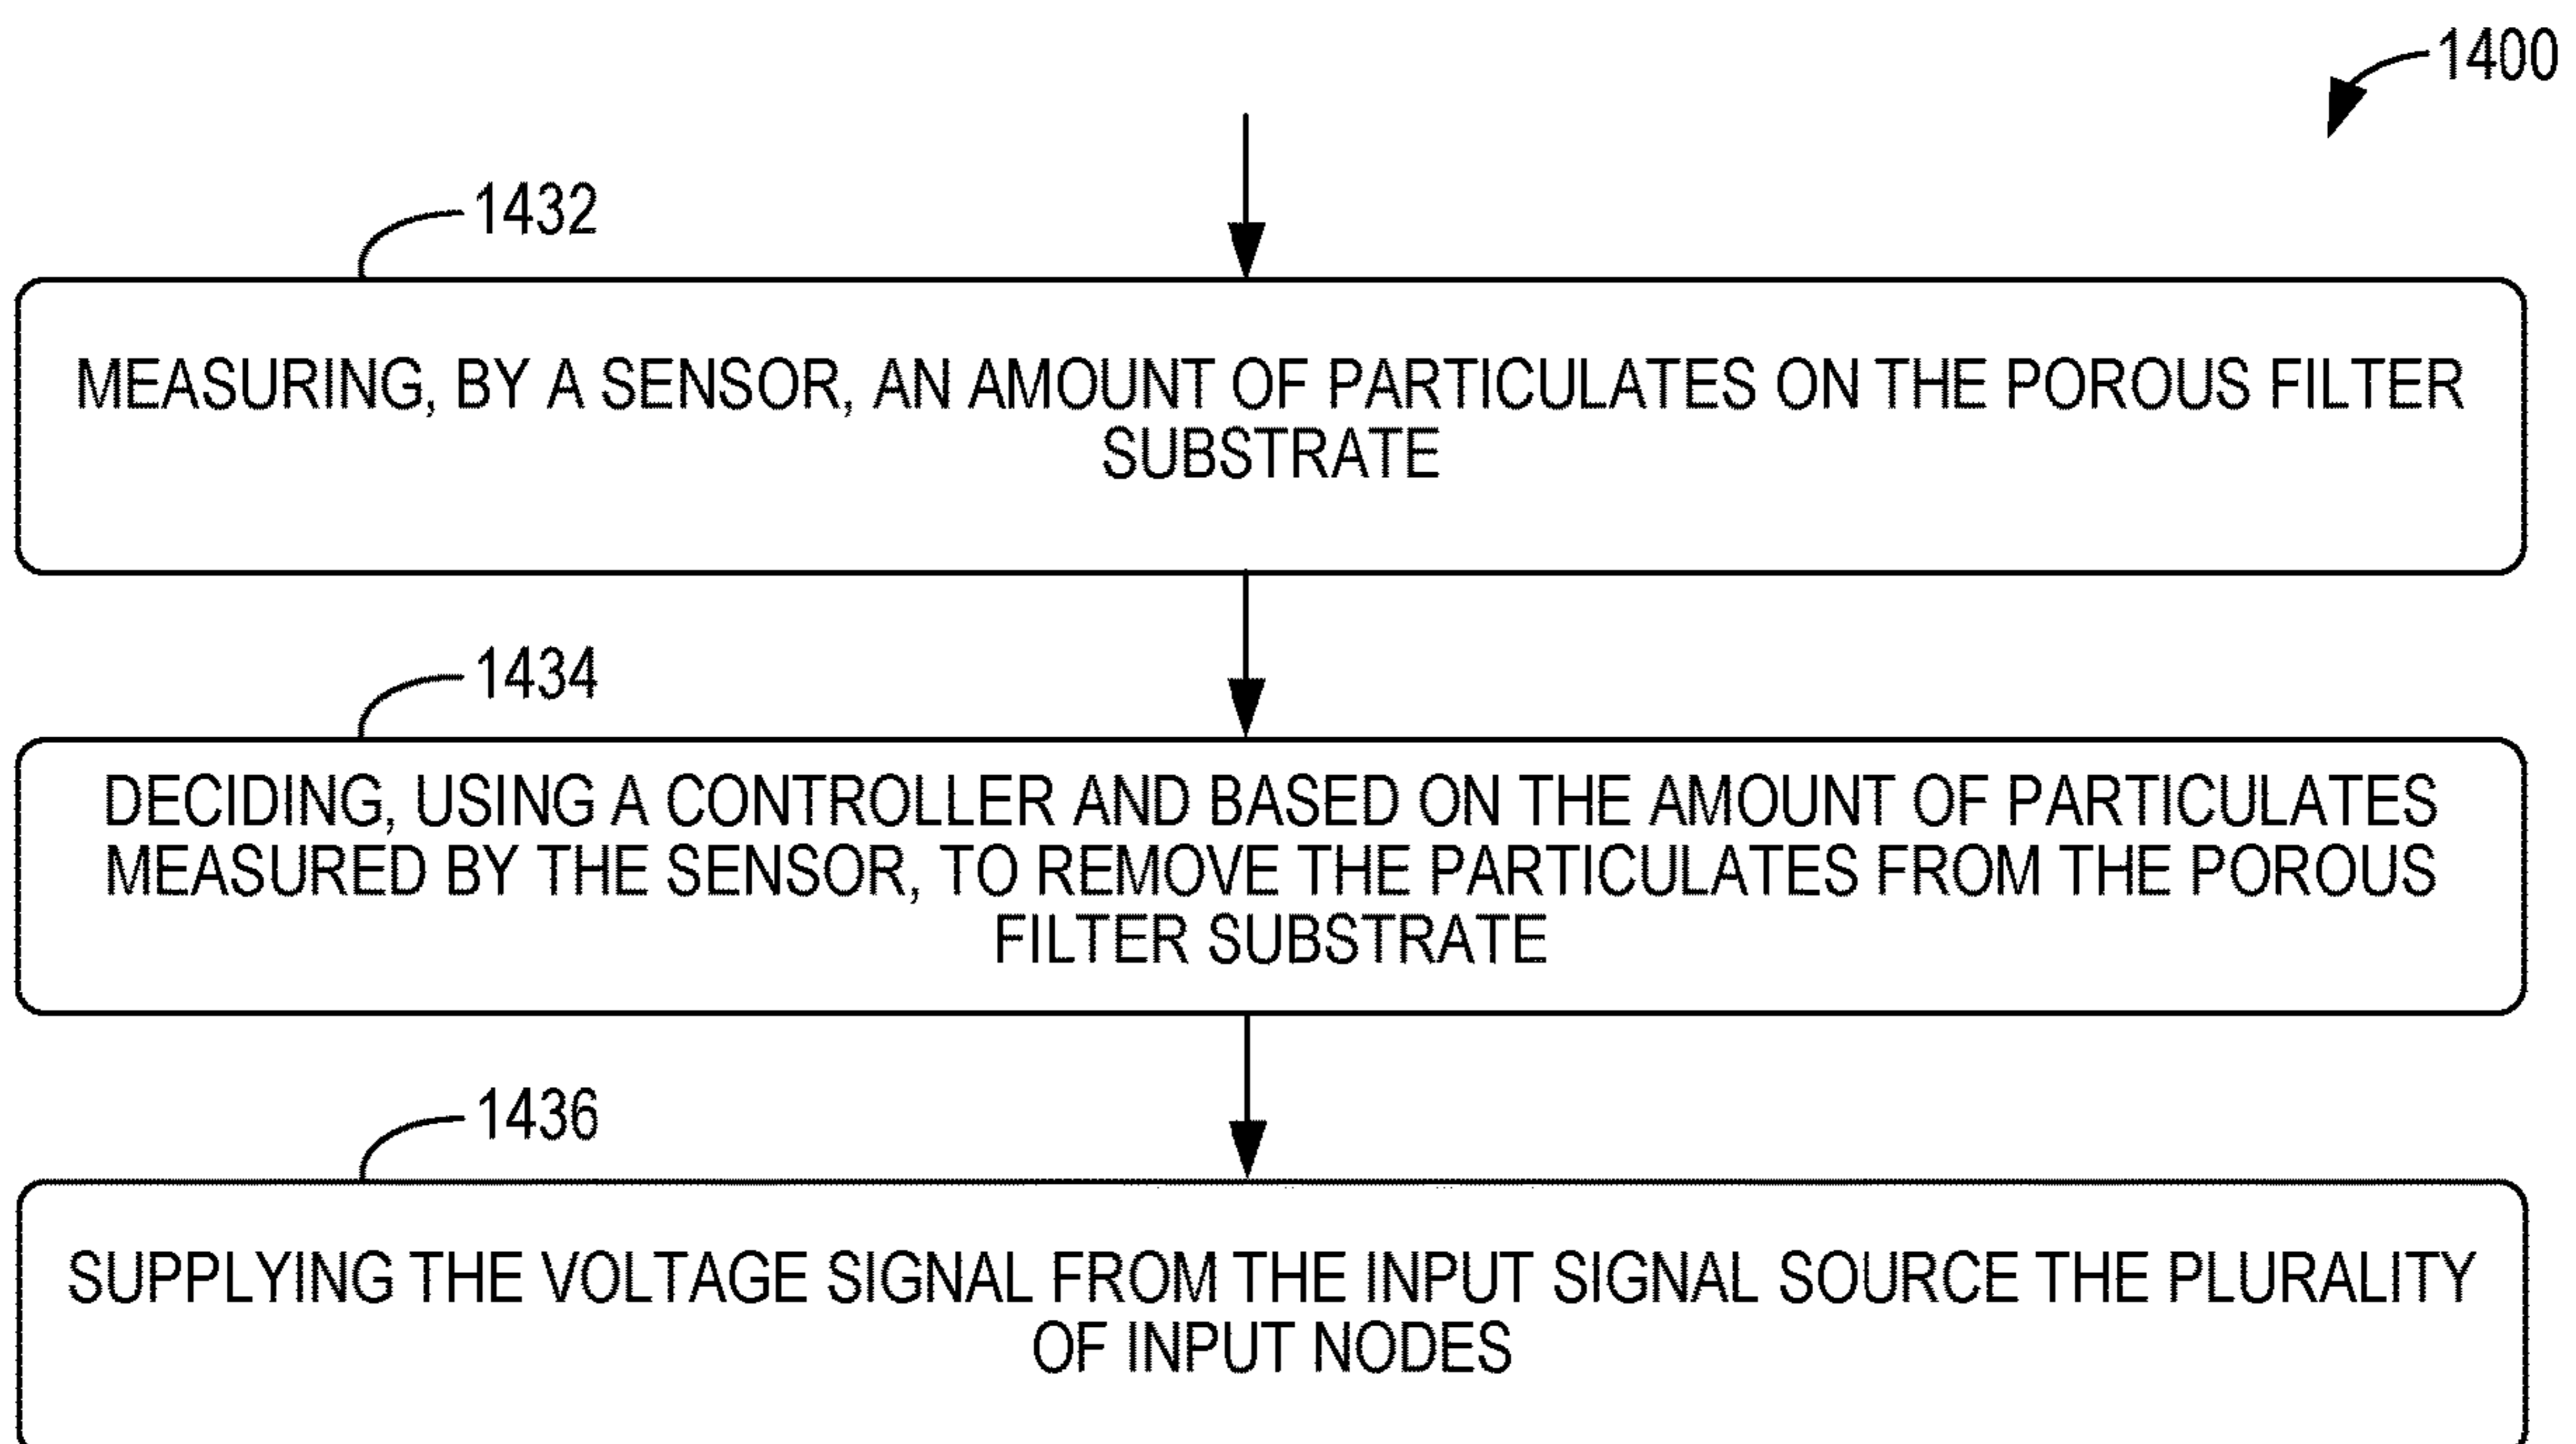 1400
1432
MEASURING, BY A SENSOR, AN AMOUNT OF PARTICULATES ON THE POROUS FILTER
SUBSTRATE
1434
DECIDING, USING A CONTROLLER AND BASED ON THE AMOUNT OF PARTICULATES
MEASURED BY THE SENSOR, TO REMOVE THE PARTICULATES FROM THE POROUS
FILTER SUBSTRATE
1436
SUPPLYING THE VOLTAGE SIGNAL FROM THE INPUT SIGNAL SOURCE THE PLURALITY
OF INPUT NODES